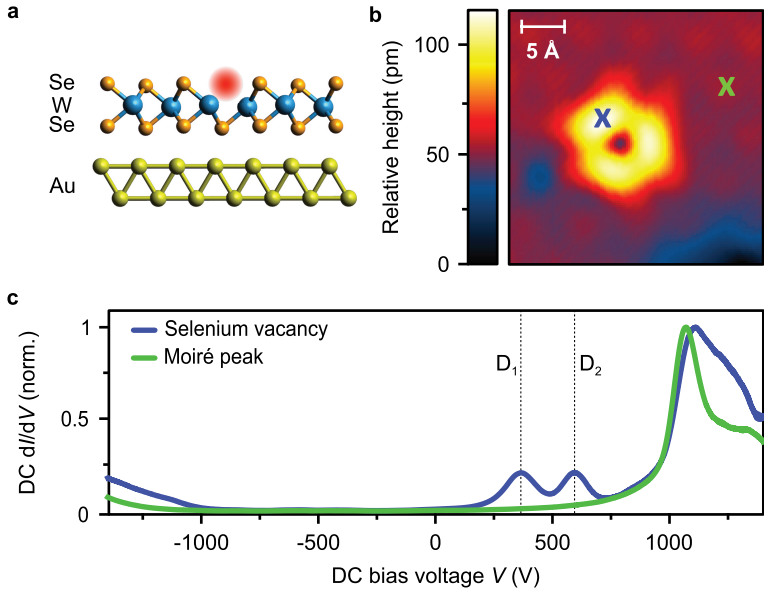 a
Se
W
Se
Au
b
Relative height (pm)
100
50
0
5 Å
X
X
c
DC dI/dV (norm.)
1
0.5
0
Selenium vacancy
Moiré peak
D1
D2
-1000
-500
0
500
1000
DC bias voltage V (V)